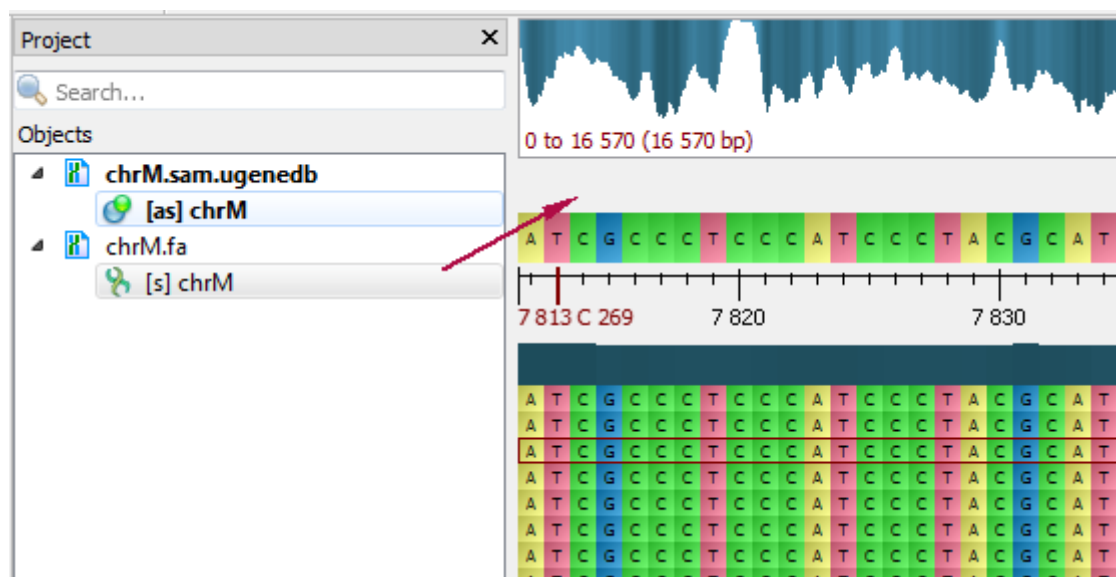 Project
Search...
Objects
chrM.sam.ugenedb
[as] chrM
chrM.fa
[s] chrM
0 to 16 570 (16 570 bp)
A T C G C C C T C C C A T C C C T A C G C A T
7 813 C 269 7 820 7 830
A T C G C C C T C C C A T C C C T A C G C A T
A T C G C C C T C C C A T C C C T A C G C A T
A T C G C C C T C C C A T C C C T A C G C A T
A T C G C C C T C C C A T C C C T A C G C A T
A T C G C C C T C C C A T C C C T A C G C A T
A T C G C C C T C C C A T C C C T A C G C A T
A T C G C C C T C C C A T C C C T A C G C A T